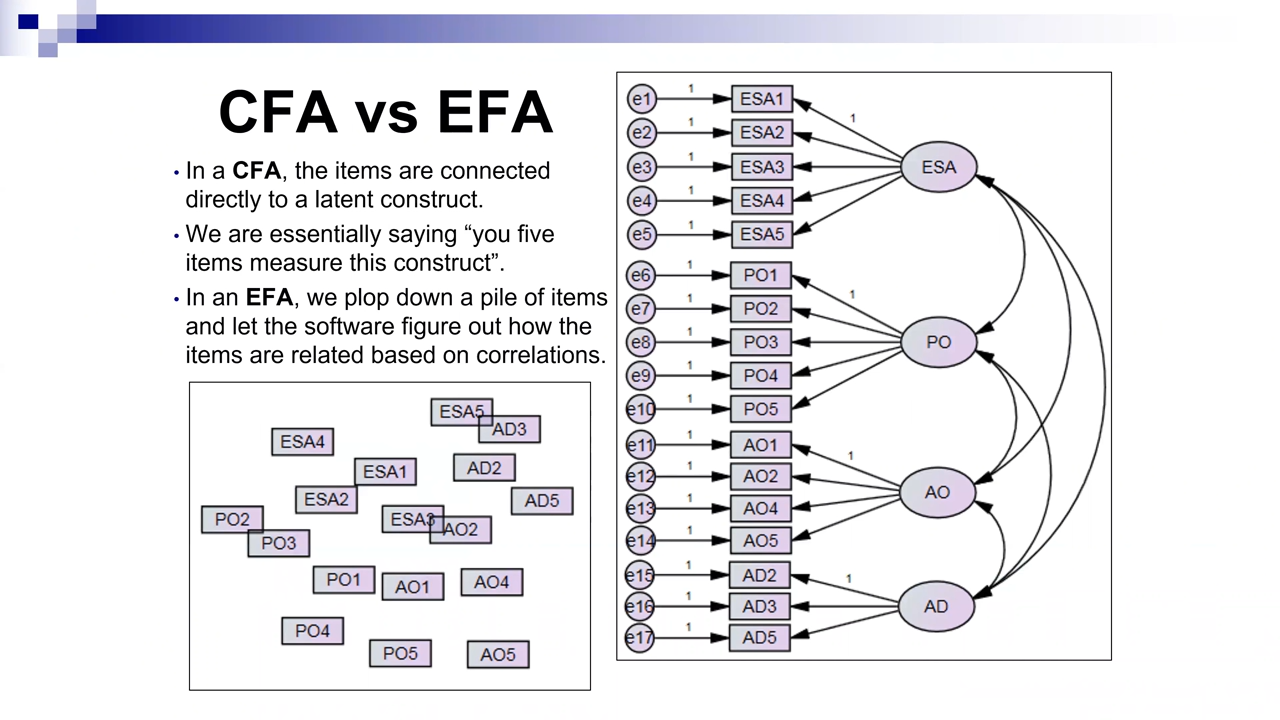 CFA vs EFA
• In a CFA, the items are connected
directly to a latent construct.
• We are essentially saying “you five
items measure this construct”.
• In an EFA, we plop down a pile of items
and let the software figure out how the
items are related based on correlations.
ESA5
AD3
ESA4
ESA1
AD2
ESA2
AD5
PO2
ESA3
AO2
PO3
PO1
AO1
AO4
PO4
PO5
AO5
e1 1 ESA1
1
e2 1 ESA2
e3 1 ESA3 ESA
e4 1 ESA4
e5 1 ESA5
e6 1 PO1
1
e7 1 PO2
e8 1 PO3 PO
e9 1 PO4
e10 1 PO5
e11 1 AO1
1
e12 1 AO2
AO
e13 1 AO4
e14 1 AO5
e15 1 AD2
1
e16 1 AD3 AD
e17 1 AD5